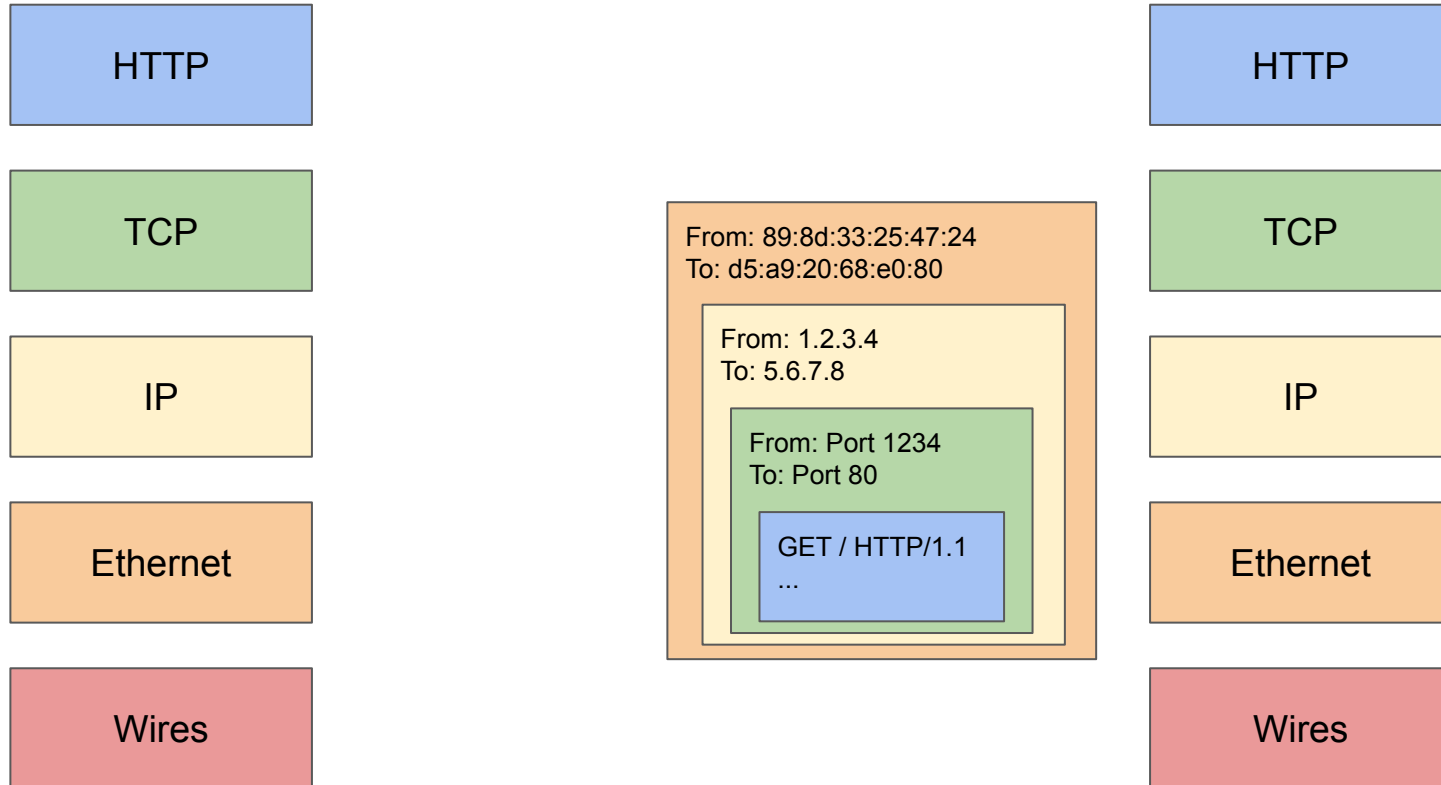 HTTP
TCP
IP
Ethernet
Wires
From: 89:8d:33:25:47:24
To: d5:a9:20:68:e0:80
From: 1.2.3.4
To: 5.6.7.8
From: Port 1234
To: Port 80
GET / HTTP/1.1
...
HTTP
TCP
IP
Ethernet
Wires